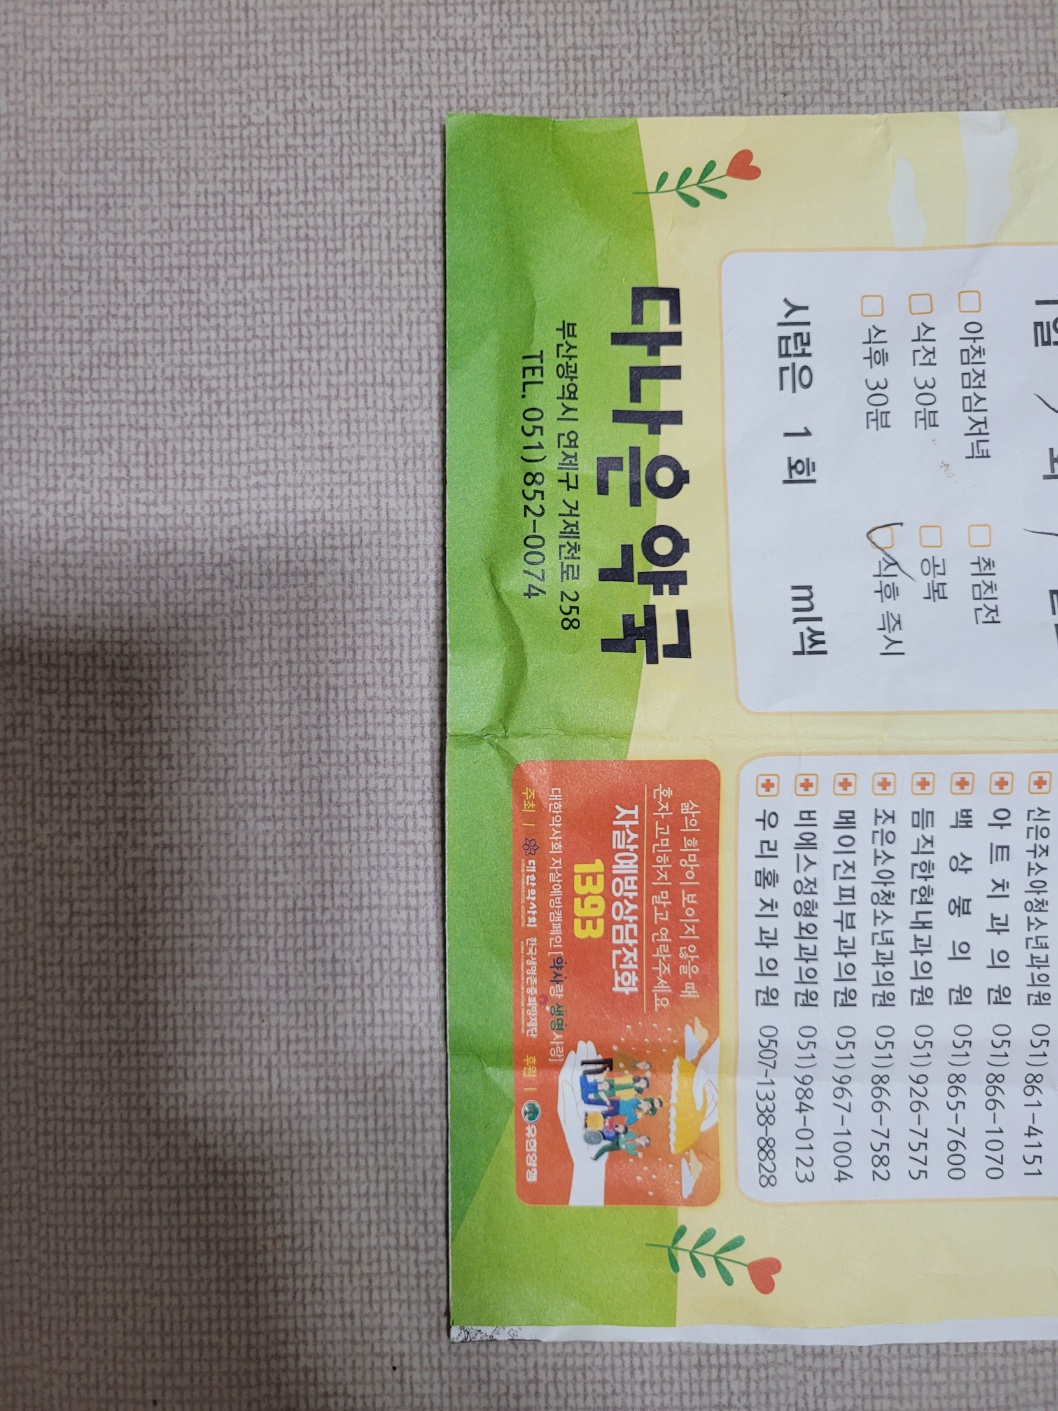 아침점심저녁 취침전
식전 30분 공복
식후 30분 식후 즉시
시럽은 1 회 ml씩
신은주소아청소년과의원 051)861-4151
아트치과의원 051)866-1070
백상봉의원 051)865-7600
듬직한현내과의원 051)926-7575
조은소아청소년과의원 051)866-7582
메이진피부과의원 051)967-1004
비에스정형외과의원 051)984-0123
우리홈치과의원 0507-1338-8828
다나은 약국
부산광역시 연제구 거제천로 258
TEL. 051)852-0074
삶의 희망이 보이지 않을 때
혼자 고민하지 말고 연락주세요
자살예방상담전화
1393
대한약사회 자살예방캠페인 [약사랑 생명사랑]
주최 | 대한약사회 한국생명존중희망재단 후원 | 유한양행